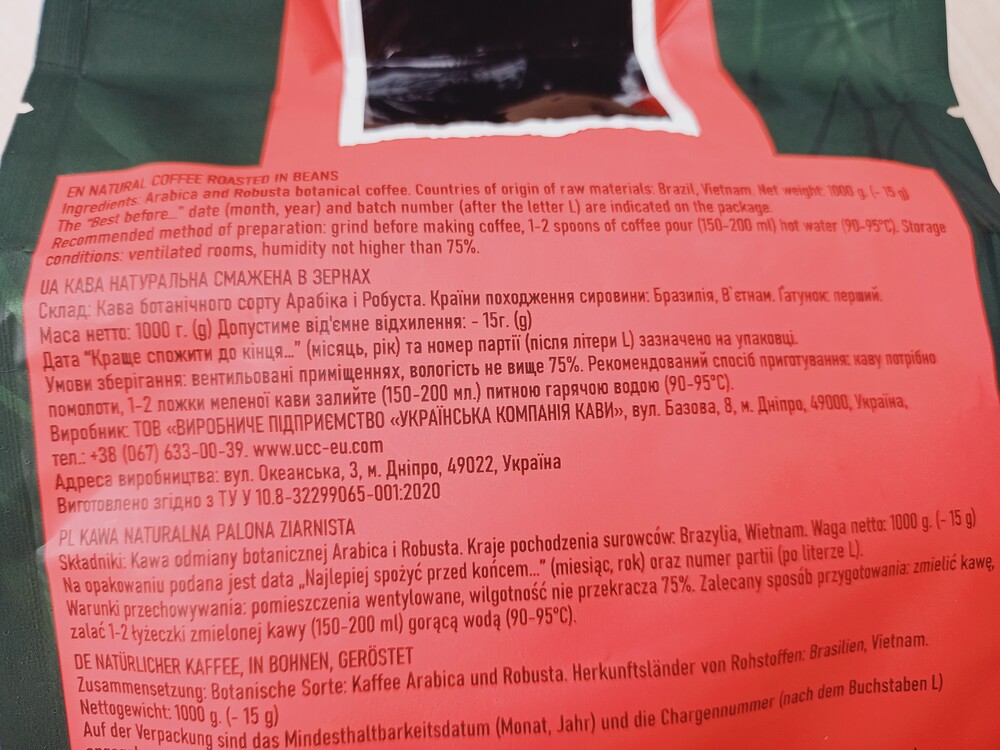 EN NATURAL COFFEE ROASTED IN BEANS
Ingredients: Arabica and Robusta botanical coffee. Countries of origin of raw materials: Brazil, Vietnam. Net weight: 1000 g. (- 15 g)
The "Best before..." date (month, year) and batch number (after the letter L) are indicated on the package.
Recommended method of preparation: grind before making coffee, 1-2 spoons of coffee pour (150-200 ml) hot water (90-95°C). Storage
conditions: ventilated rooms, humidity not higher than 75%.
UA КАВА НАТУРАЛЬНА СМАЖЕНА В ЗЕРНАХ
Склад: Кава ботанічного сорту Арабіка і Робуста. Країни походження сировини: Бразилія, В`єтнам. Ґатунок: перший.
Маса нетто: 1000 г. (g) Допустиме від'ємне відхилення: - 15г. (g)
Дата "Краще спожити до кінця..." (місяць, рік) та номер партії (після літери L) зазначено на упаковці.
Умови зберігання: вентильовані приміщеннях, вологість не вище 75%. Рекомендований спосіб приготування: каву потрібно
помолоти, 1-2 ложки меленої кави залийте (150-200 мл.) питною гарячою водою (90-95°C).
Виробник: ТОВ «ВИРОБНИЧЕ ПІДПРИЄМСТВО «УКРАЇНСЬКА КОМПАНІЯ КАВИ», вул. Базова, 8, м. Дніпро, 49000, Україна,
тел.: +38 (067) 633-00-39. www.ucc-eu.com
Адреса виробництва: вул. Океанська, 3, м. Дніпро, 49022, Україна
Виготовлено згідно з ТУ У 10.8-32299065-001:2020
PL KAWA NATURALNA PALONA ZIARNISTA
Składniki: Kawa odmiany botanicznej Arabica i Robusta. Kraje pochodzenia surowców: Brazylia, Wietnam. Waga netto: 1000 g. (- 15 g)
Na opakowaniu podana jest data „Najlepiej spożyć przed końcem..." (miesiąc, rok) oraz numer partii (po literze L).
Warunki przechowywania: pomieszczenia wentylowane, wilgotność nie przekracza 75%. Zalecany sposób przygotowania: zmielić kawę,
zalać 1-2 łyżeczki zmielonej kawy (150-200 ml) gorącą wodą (90-95°C).
DE NATÜRLICHER KAFFEE, IN BOHNEN, GERÖSTET
Zusammensetzung: Botanische Sorte: Kaffee Arabica und Robusta. Herkunftsländer von Rohstoffen: Brasilien, Vietnam.
Nettogewicht: 1000 g. (- 15 g)
Auf der Verpackung sind das Mindesthaltbarkeitsdatum (Monat, Jahr) und die Chargennummer (nach dem Buchstaben L)